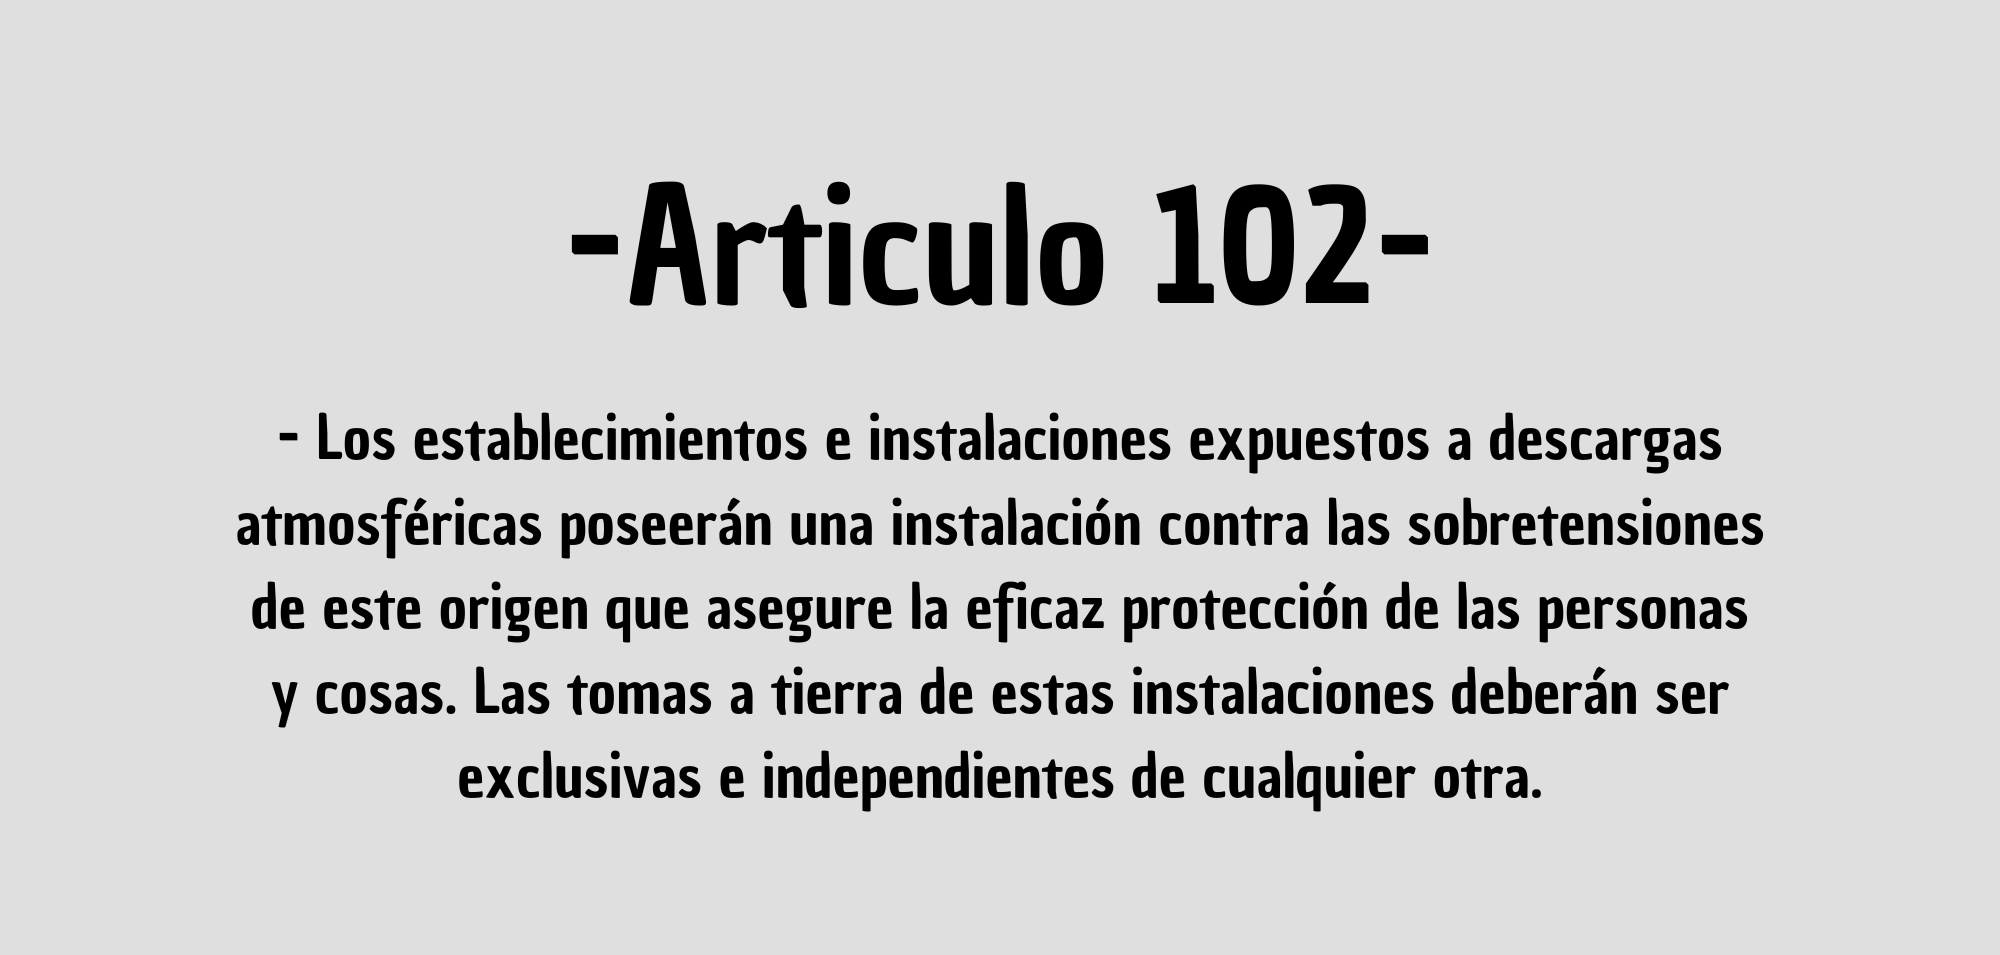 -Articulo 102-
- Los establecimientos e instalaciones expuestos a descargas
atmosféricas poseerán una instalación contra las sobretensiones
de este origen que asegure la eficaz protección de las personas
y cosas. Las tomas a tierra de estas instalaciones deberán ser
exclusivas e independientes de cualquier otra.